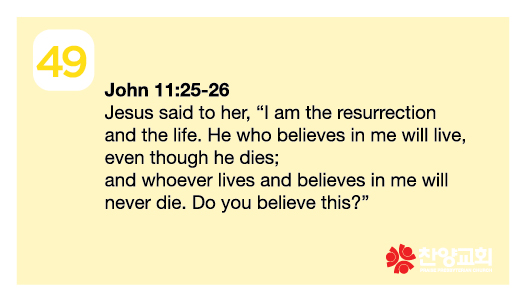 49
John 11:25-26
Jesus said to her, “I am the resurrection
and the life. He who believes in me will live,
even though he dies;
and whoever lives and believes in me will
never die. Do you believe this?”
찬양교회